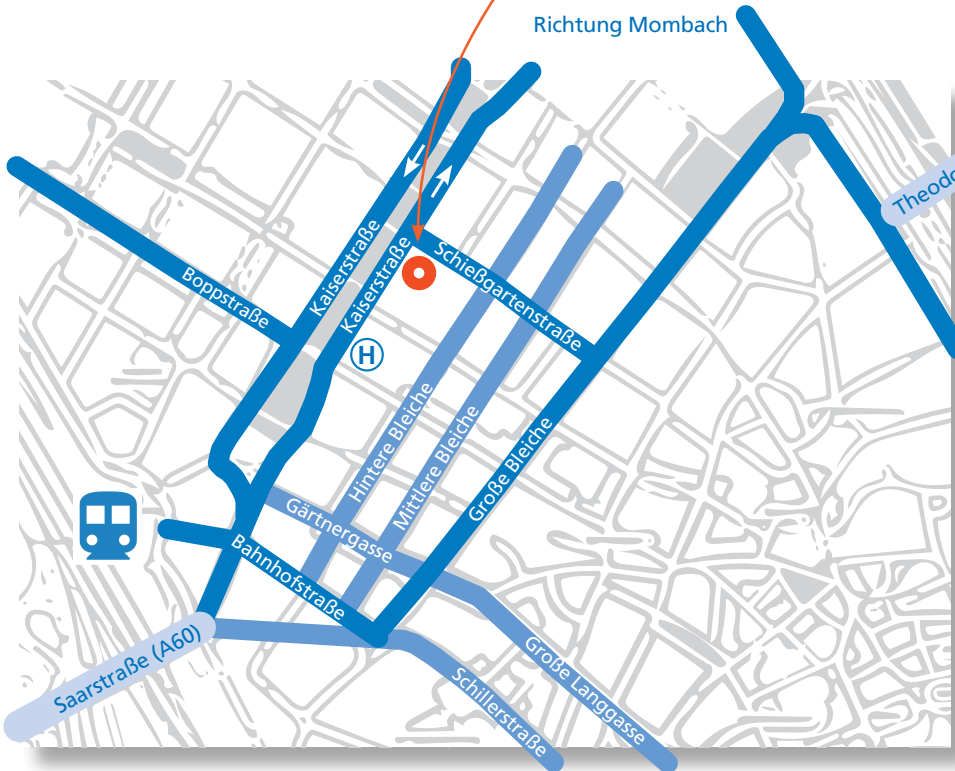 Richtung Mombach
Kaiserstraße
Kaiserstraße
Schießgartenstraße
Boppstraße
H
Hintere Bleiche
Mittlere Bleiche
Große Bleiche
Gärtnergasse
Bahnhofstraße
Saarstraße (A60)
Schillerstraße
Große Langgasse